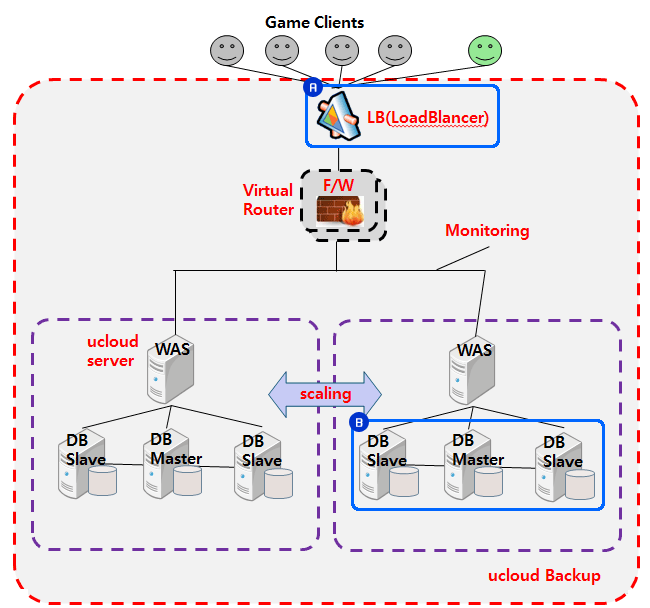 Game Clients
A
LB(LoadBlancer)
F/W
Virtual
Router
Monitoring
ucloud
server
WAS
WAS
scaling
B
DB
Slave
DB
Master
DB
Slave
DB
Slave
DB
Master
DB
Slave
ucloud Backup